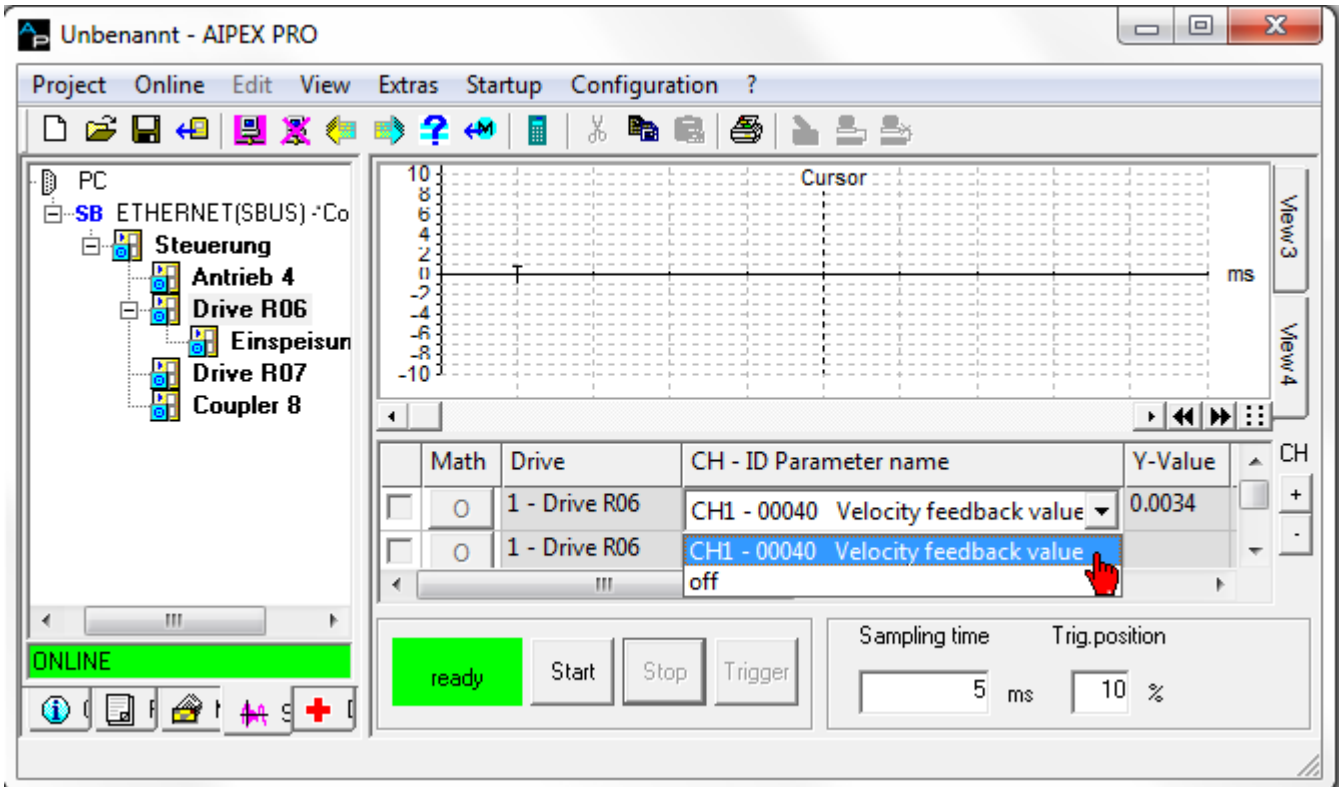 Unbenannt - AIPEX PRO
Project Online Edit View Extras Startup Configuration ?
PC
SB ETHERNET(SBUS) -*Co
Steuerung
Antrieb 4
Drive R06
Einspeisun
Drive R07
Coupler 8
ONLINE
10
8
6
4
2
0
-2
-4
-6
-8
-10
Cursor
T
ms
View3
View4
Math Drive CH - ID Parameter name Y-Value
CH
+
-
O 1 - Drive R06 CH1 - 00040 Velocity feedback value 0.0034
O 1 - Drive R06 CH1 - 00040 Velocity feedback value
off
ready Start Stop Trigger
Sampling time Trig.position
5 ms 10 %